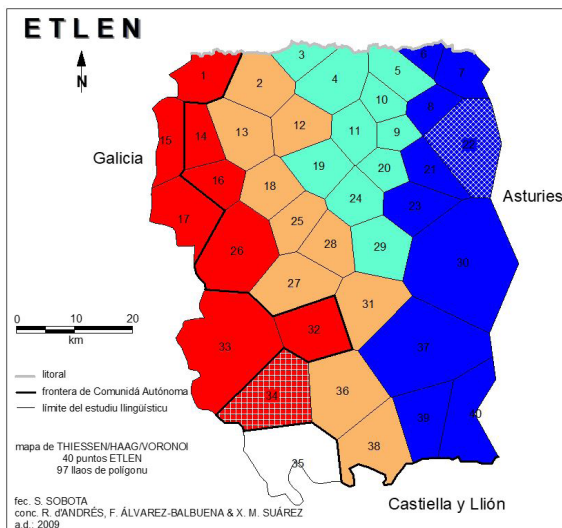 ETLEN
N
Galicia
Asturies
Castiella y Llión
1
2
3
4
5
6
7
8
9
10
11
12
13
14
15
16
17
18
19
20
21
22
23
24
25
26
27
28
29
30
31
32
33
34
35
36
37
38
39
40
0 10 20
km
litoral
frontera de Comunidá Autónoma
límite del estudiu llingüísticu
mapa de THIESSEN/HAAG/VORONOI
40 puntos ETLEN
97 llaos de polígonu
fec. S. SOBOTA
conc. R. d'ANDRÉS, F. ÁLVAREZ-BALBUENA & X. M. SUÁREZ
a.d.: 2009